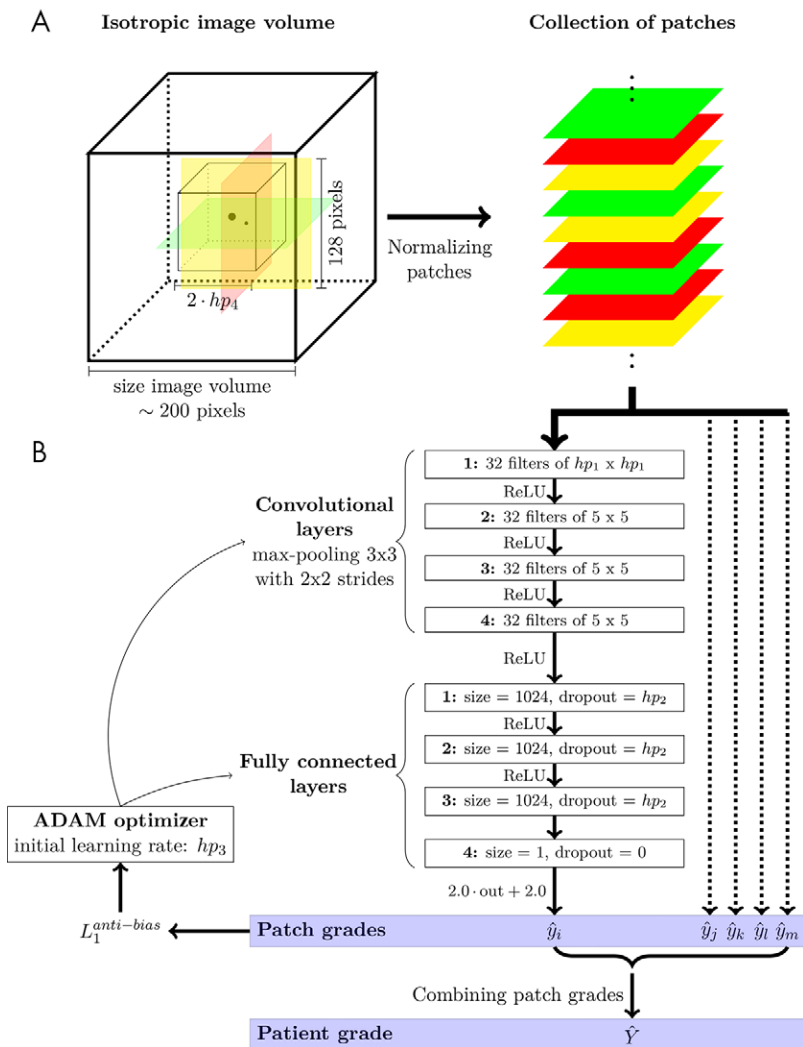 A
Isotropic image volume
Collection of patches
128 pixels
2 · hp₄
Normalizing
patches
size image volume
∼ 200 pixels
B
1: 32 filters of hp₁ x hp₁
ReLU
2: 32 filters of 5 x 5
ReLU
3: 32 filters of 5 x 5
ReLU
4: 32 filters of 5 x 5
Convolutional
layers
max-pooling 3x3
with 2x2 strides
ReLU
1: size = 1024, dropout = hp₂
ReLU
2: size = 1024, dropout = hp₂
ReLU
3: size = 1024, dropout = hp₂
4: size = 1, dropout = 0
Fully connected
layers
ADAM optimizer
initial learning rate: hp₃
2.0 · out + 2.0
L₁^{anti−bias}
Patch grades ŷᵢ ŷⱼ ŷₖ ŷₗ ŷₘ
Combining patch grades
Patient grade Ŷ